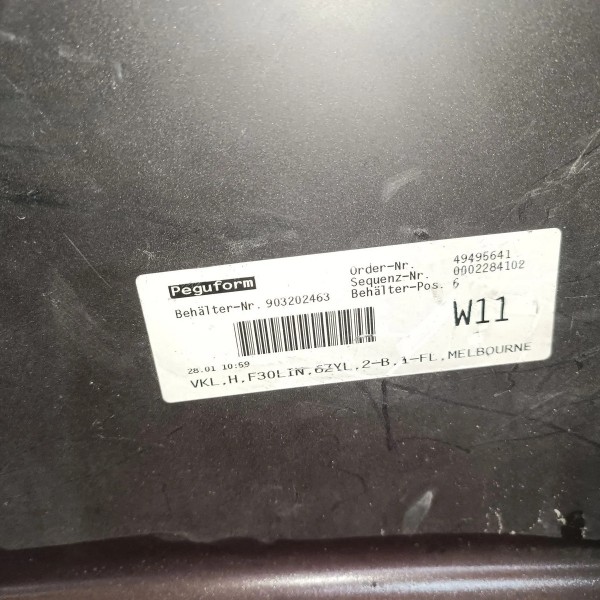 Peguform
Order-Nr. 49495641
Sequenz-Nr. 0002284102
Behälter-Nr. 903202463
Behälter-Pos. 6
W11
28.01 10:59
VKL.H.F30LIN.6ZYL.2-B.1-FL.MELBOURNE